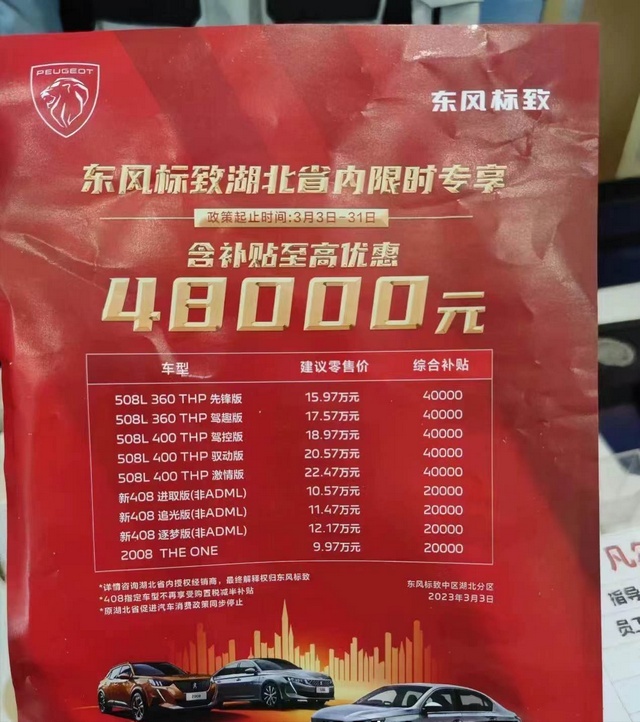 PEUGEOT
东风标致
东风标致湖北省内限时专享
政策起止时间:3月3日-31日
含补贴至高优惠
48000元
车型 建议零售价 综合补贴
508L 360 THP 先锋版 15.97万元 40000
508L 360 THP 驾趣版 17.57万元 40000
508L 400 THP 驾控版 18.97万元 40000
508L 400 THP 驭动版 20.57万元 40000
508L 400 THP 激情版 22.47万元 40000
新408 进取版(非ADML) 10.57万元 20000
新408 追光版(非ADML) 11.47万元 20000
新408 逐梦版(非ADML) 12.17万元 20000
2008 THE ONE 9.97万元 20000
*详情咨询湖北省内授权经销商，最终解释权归东风标致
*408指定车型不再享受购置税减半补贴
*原湖北省促进汽车消费政策同步停止
东风标致中区湖北分区
2023年3月3日
指导
员工